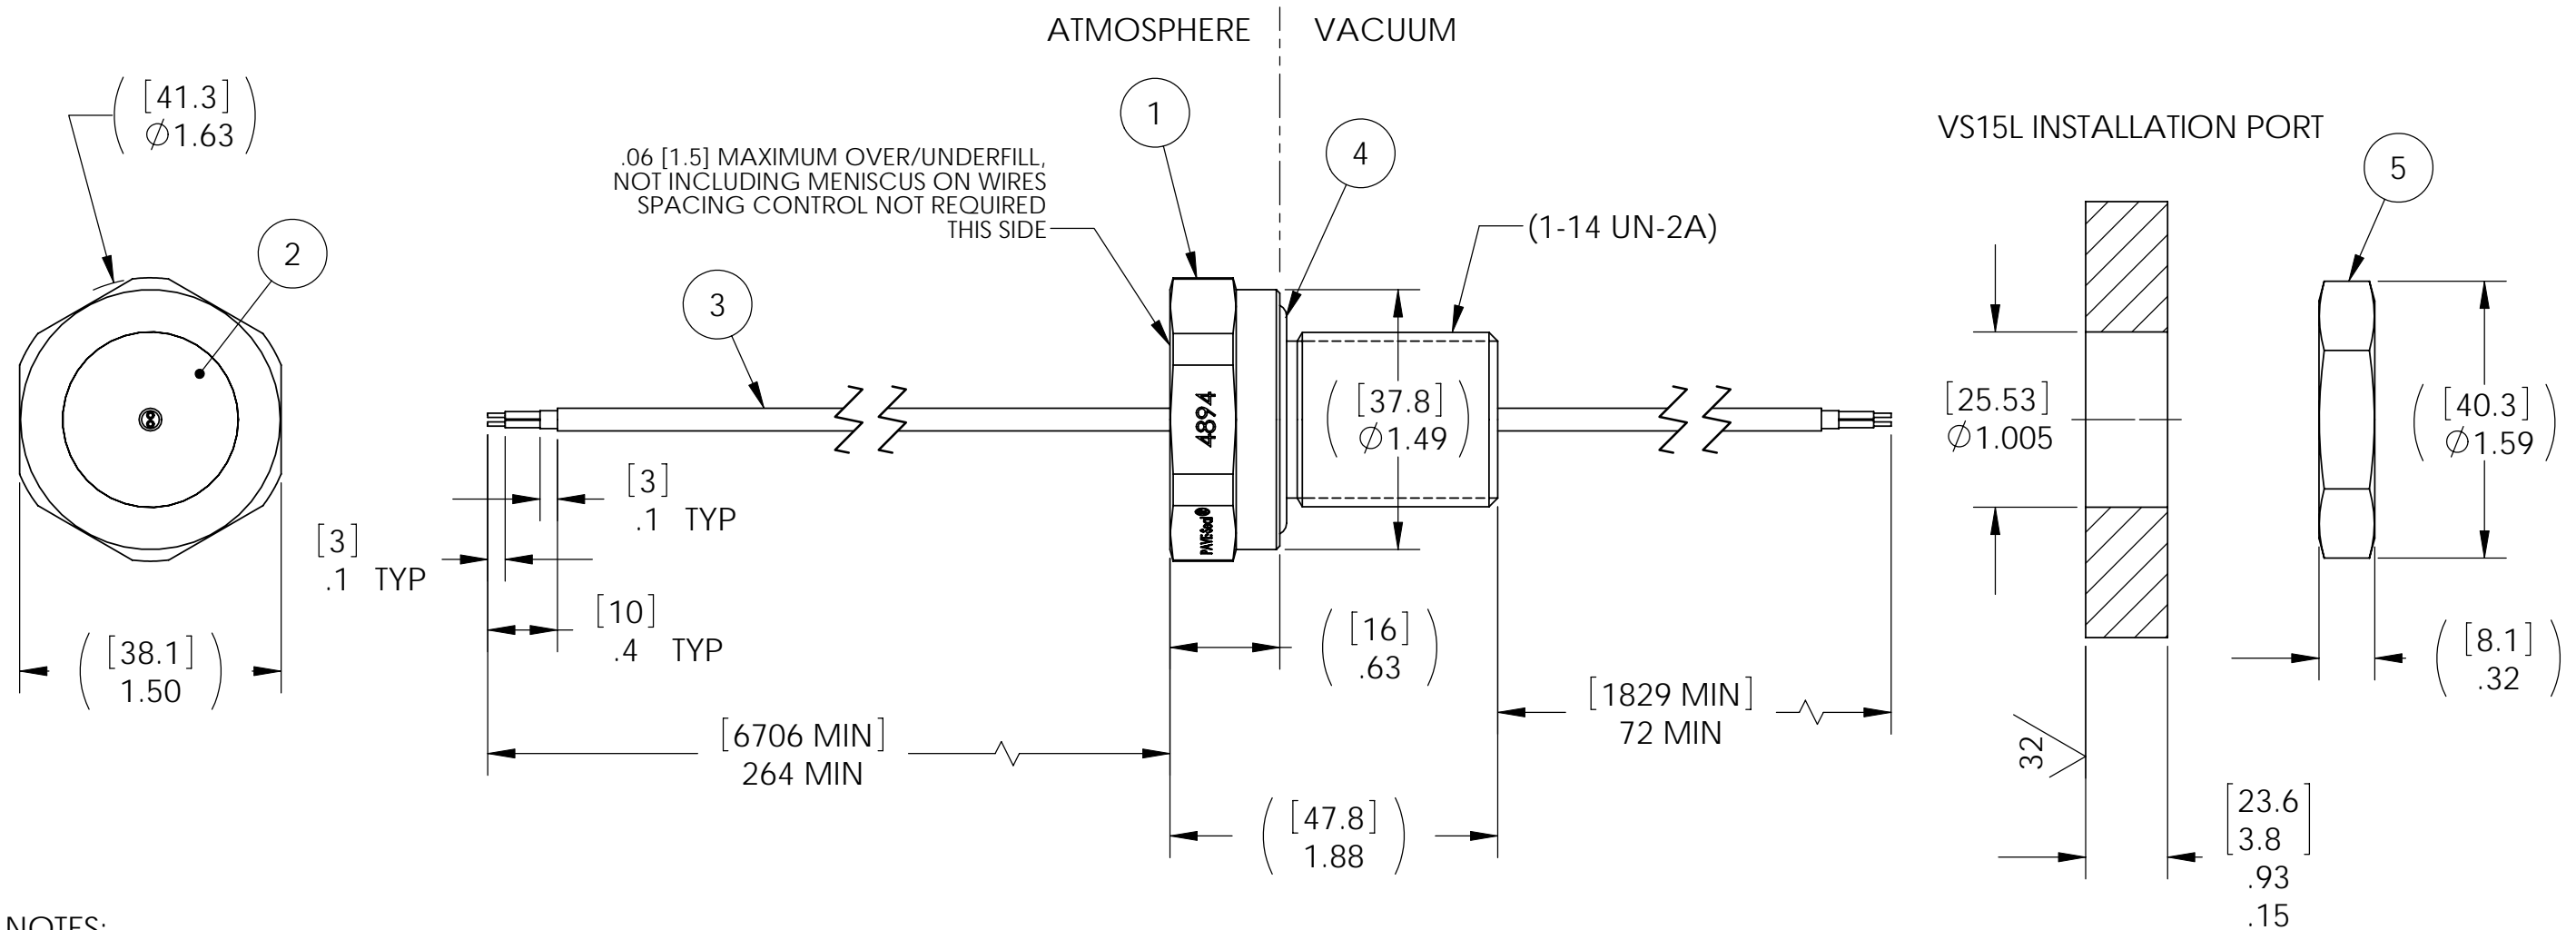 ATMOSPHERE
VACUUM
[41.3]
∅1.63
1
.06 [1.5] MAXIMUM OVER/UNDERFILL,
NOT INCLUDING MENISCUS ON WIRES
SPACING CONTROL NOT REQUIRED
THIS SIDE
4
VS15L INSTALLATION PORT
5
2
3
(1-14 UN-2A)
4894
PAVEseal®
[37.8]
∅1.49
[25.53]
∅1.005
[40.3]
∅1.59
[3]
.1 TYP
[3]
.1 TYP
[10]
.4 TYP
[38.1]
1.50
[16]
.63
[8.1]
.32
[6706 MIN]
264 MIN
[1829 MIN]
72 MIN
32
[47.8]
1.88
[23.6
3.8]
.93
.15
NOTES: